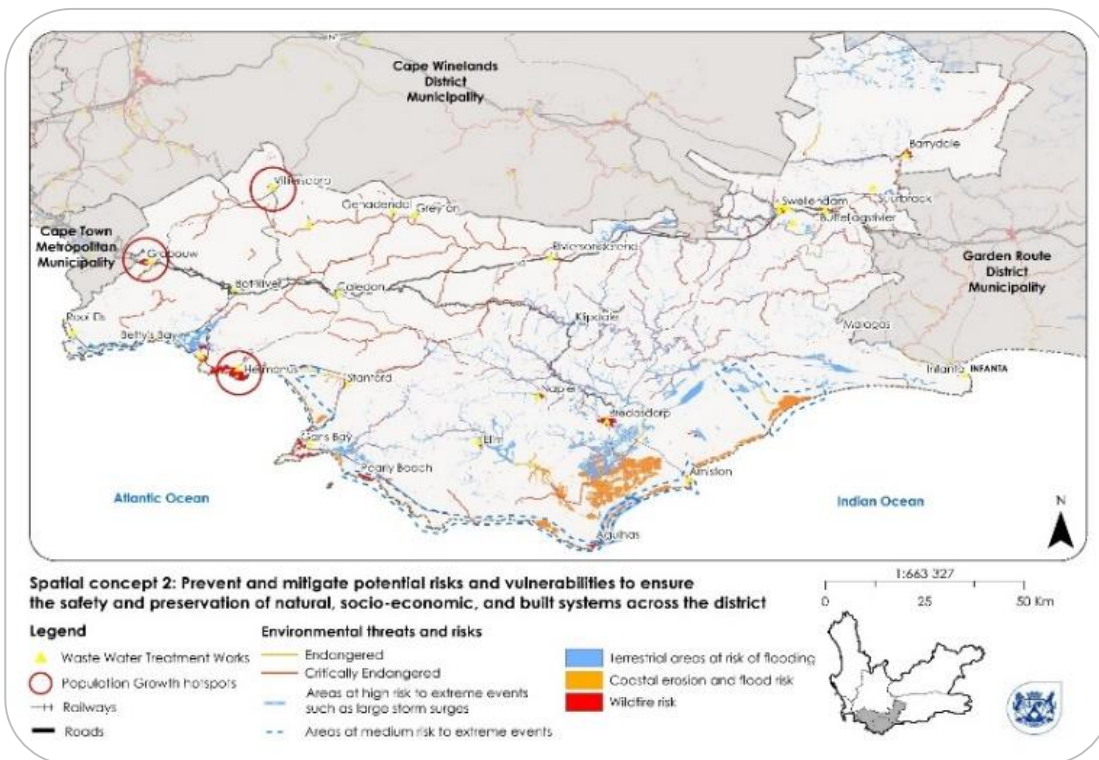 Cape Winelands
District
Municipality
Barrydale
Villiersdorp
Suurbraak
Genadendal
Greyton
Swellendam
Buffeljagsrivier
Cape Town
Metropolitan
Municipality
Grabouw
Riviersonderend
Garden Route
District
Municipality
Botrivier
Caledon
Rooi Els
Klipdale
Malagas
Betty's Bay
Hermanus
Stanford
Infanta
INFANTA
Napier
Bredasdorp
Gans Bay
Elim
Pearly Beach
Arniston
Atlantic Ocean
Indian Ocean
N
Agulhas
Spatial concept 2: Prevent and mitigate potential risks and vulnerabilities to ensure
the safety and preservation of natural, socio-economic, and built systems across the district
1:663 327
0 25 50 Km
Legend
Waste Water Treatment Works
Population Growth hotspots
Railways
Roads
Environmental threats and risks
Endangered
Critically Endangered
Areas at high risk to extreme events
such as large storm surges
Areas at medium risk to extreme events
Terrestrial areas at risk of flooding
Coastal erosion and flood risk
Wildfire risk